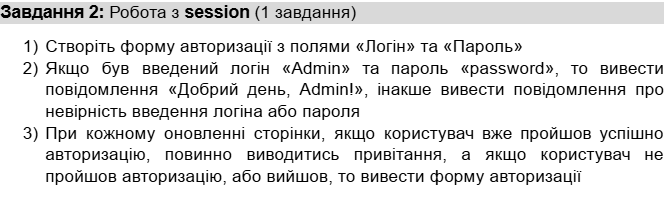 Завдання 2: Робота з session (1 завдання)
1) Створіть форму авторизації з полями «Логін» та «Пароль»
2) Якщо був введений логін «Admin» та пароль «password», то вивести
повідомлення «Добрий день, Admin!», інакше вивести повідомлення про
невірність введення логіна або пароля
3) При кожному оновленні сторінки, якщо користувач вже пройшов успішно
авторизацію, повинно виводитись привітання, а якщо користувач не
пройшов авторизацію, або вийшов, то вивести форму авторизації